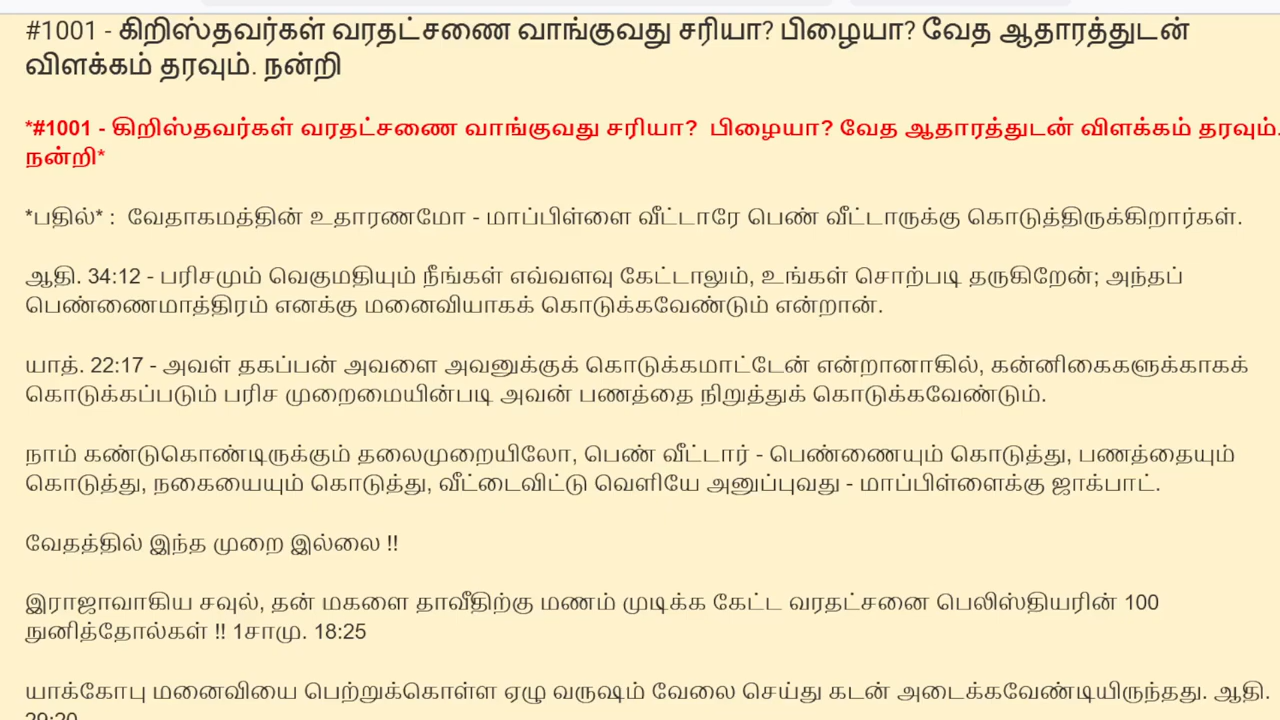 #1001 - கிறிஸ்தவர்கள் வரதட்சணை வாங்குவது சரியா? பிழையா? வேத ஆதாரத்துடன்
விளக்கம் தரவும். நன்றி
*#1001 - கிறிஸ்தவர்கள் வரதட்சணை வாங்குவது சரியா?  பிழையா? வேத ஆதாரத்துடன் விளக்கம் தரவும்.
நன்றி*
*பதில்* :  வேதாகமத்தின் உதாரணமோ - மாப்பிள்ளை வீட்டாரே பெண் வீட்டாருக்கு கொடுத்திருக்கிறார்கள்.
ஆதி. 34:12 - பரிசமும் வெகுமதியும் நீங்கள் எவ்வளவு கேட்டாலும், உங்கள் சொற்படி தருகிறேன்; அந்தப்
பெண்ணைமாத்திரம் எனக்கு மனைவியாகக் கொடுக்கவேண்டும் என்றான்.
யாத். 22:17 - அவள் தகப்பன் அவளை அவனுக்குக் கொடுக்கமாட்டேன் என்றானாகில், கன்னிகைகளுக்காகக்
கொடுக்கப்படும் பரிச முறைமையின்படி அவன் பணத்தை நிறுத்துக் கொடுக்கவேண்டும்.
நாம் கண்டுகொண்டிருக்கும் தலைமுறையிலோ, பெண் வீட்டார் - பெண்ணையும் கொடுத்து, பணத்தையும்
கொடுத்து, நகையையும் கொடுத்து, வீட்டைவிட்டு வெளியே அனுப்புவது - மாப்பிள்ளைக்கு ஜாக்பாட்.
வேதத்தில் இந்த முறை இல்லை !!
இராஜாவாகிய சவுல், தன் மகளை தாவீதிற்கு மணம் முடிக்க கேட்ட வரதட்சனை பெலிஸ்தியரின் 100
நுனித்தோல்கள் !! 1சாமு. 18:25
யாக்கோபு மனைவியை பெற்றுக்கொள்ள ஏழு வருஷம் வேலை செய்து கடன் அடைக்கவேண்டியிருந்தது. ஆதி.
29:20